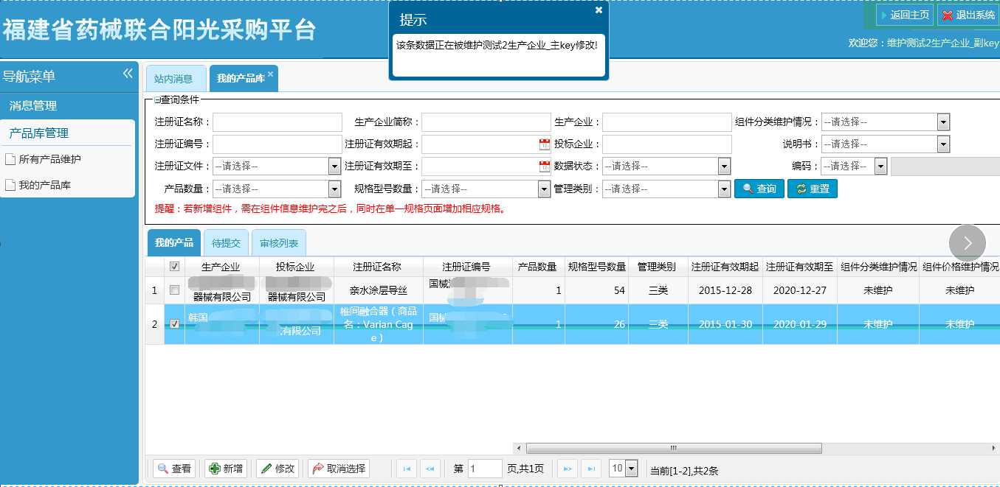 福建省药械联合阳光采购平台
提示
该条数据正在被维护测试2生产企业_主key修改!
返回主页
退出系统
欢迎您：维护测试2生产企业_副key
导航菜单
消息管理
产品库管理
所有产品维护
我的产品库
站内消息
我的产品库
查询条件
注册证名称：
生产企业简称：
生产企业：
组件分类维护情况：
--请选择--
注册证编号：
注册证有效期起：
投标企业：
说明书：
--请选择--
注册证文件：
--请选择--
注册证有效期至：
数据状态：
--请选择--
编码：
--请选择--
产品数量：
--请选择--
规格型号数量：
--请选择--
管理类别：
--请选择--
查询
重置
提醒：若新增组件，需在组件信息维护完之后，同时在单一规格页面增加相应规格。
我的产品
待提交
审核列表
生产企业
投标企业
注册证名称
注册证编号
产品数量
规格型号数量
管理类别
注册证有效期起
注册证有效期至
组件分类维护情况
组件价格维护情况
1
器械有限公司
器械有限公司
亲水涂层导丝
国械
1
54
三类
2015-12-28
2020-12-27
未维护
未维护
2
韩国
有限公司
椎间融合器（商品
名：Varian Cag
e）
国械
1
26
三类
2015-01-30
2020-01-29
未维护
未维护
查看
新增
修改
取消选择
第
1
页,共1页
10
当前[1-2],共2条